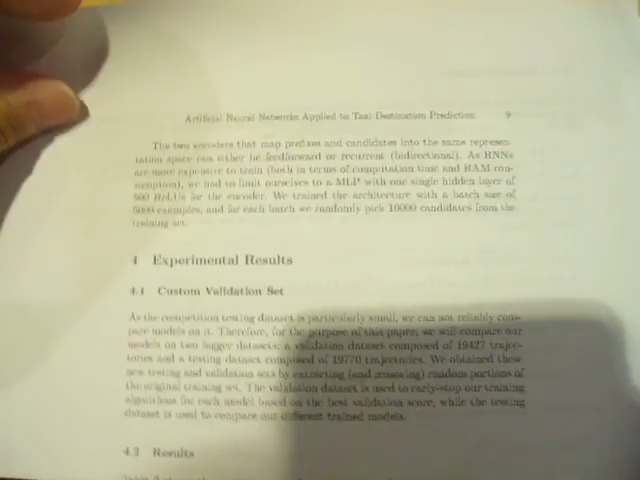 Artificial Neural Networks Applied to Taxi Destination Prediction 9
The two encoders that map prefixes and candidates into the same represen-
tation space can either be feedforward or recurrent (bidirectional). As RNNs
are more expensive to train (both in terms of computation time and RAM con-
sumption), we had to limit ourselves to a MLP with one single hidden layer of
500 ReLUs for the encoder. We trained the architecture with a batch size of
5000 examples, and for each batch we randomly pick 10000 candidates from the
training set.
4 Experimental Results
4.1 Custom Validation Set
As the competition testing dataset is particularly small, we can not reliably com-
pare models on it. Therefore, for the purpose of this paper, we will compare our
models on two bigger datasets: a validation dataset composed of 19427 trajec-
tories and a testing dataset composed of 19770 trajectories. We obtained these
new testing and validation sets by extracting (and removing) random portions of
the original training set. The validation dataset is used to early-stop our training
algorithms for each model based on the best validation score, while the testing
dataset is used to compare our different trained models.
4.2 Results